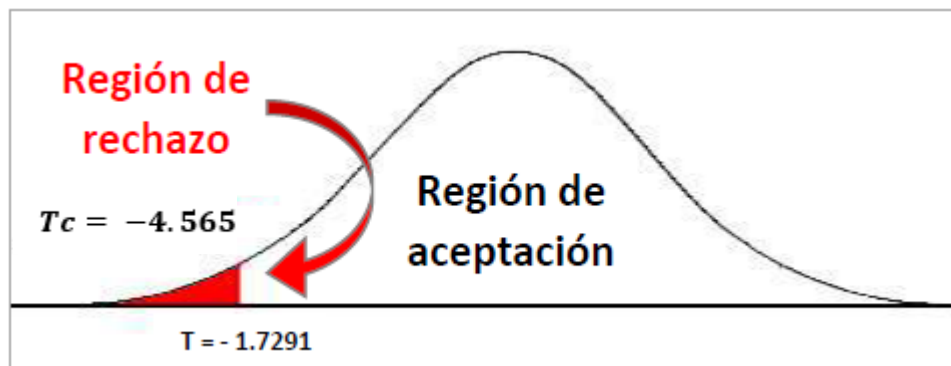 Región de
rechazo
Región de
aceptación
Tc = −4.565
T = - 1.7291